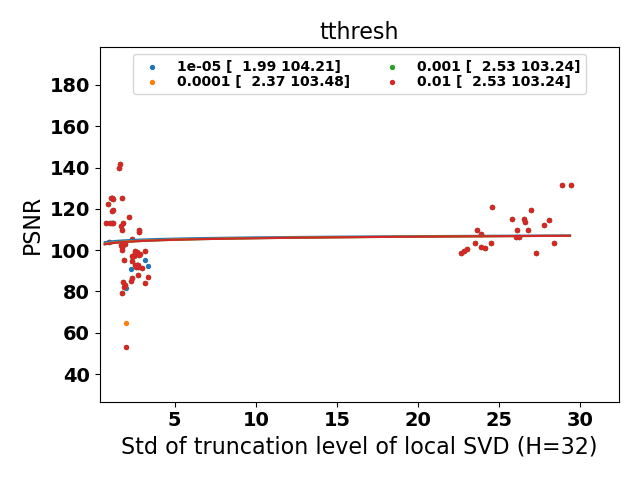 tthresh
1e-05 [  1.99 104.21]
0.0001 [  2.37 103.48]
0.001 [  2.53 103.24]
0.01 [  2.53 103.24]
PSNR
180
160
140
120
100
80
60
40
5 10 15 20 25 30
Std of truncation level of local SVD (H=32)